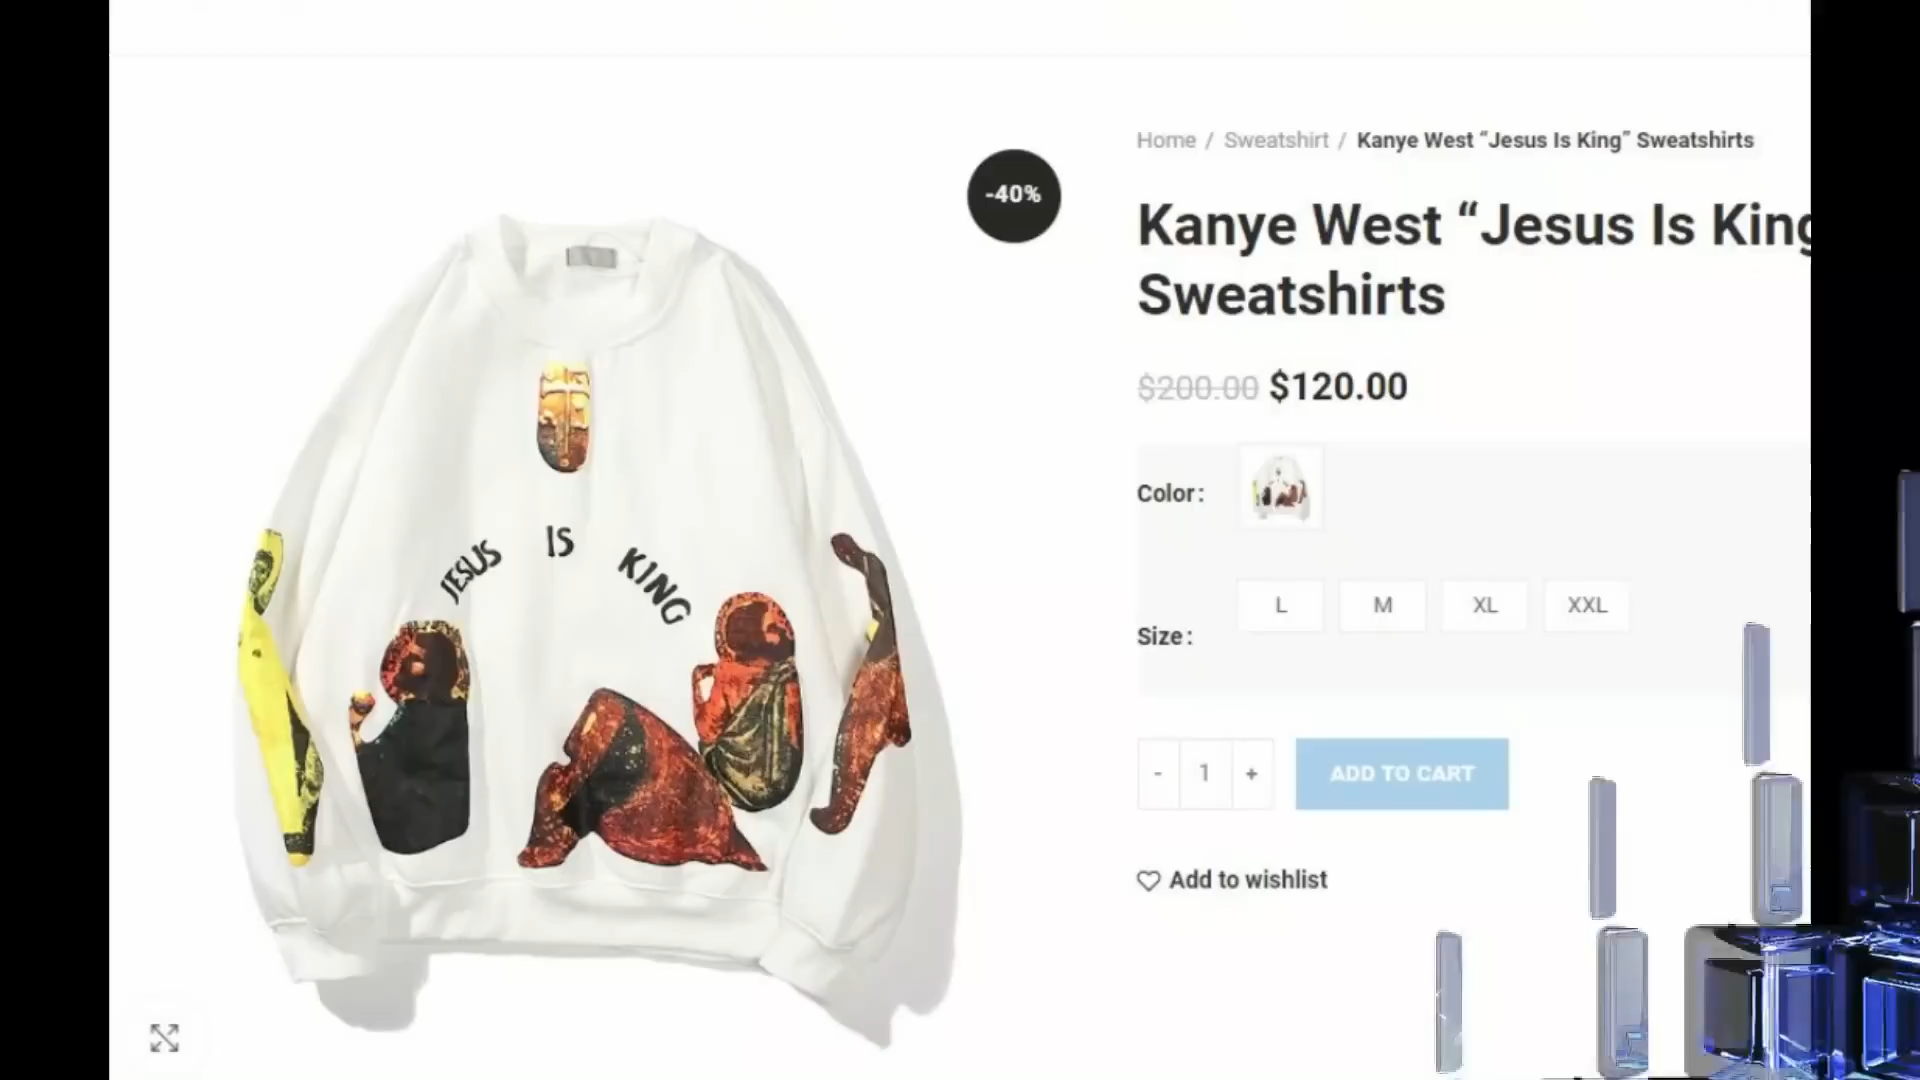 Home / Sweatshirt / Kanye West “Jesus Is King” Sweatshirts
-40%
Kanye West “Jesus Is King
Sweatshirts
$200.00 $120.00
Color:
JESUS IS KING
L M XL XXL
Size:
- 1 +
ADD TO CART
Add to wishlist